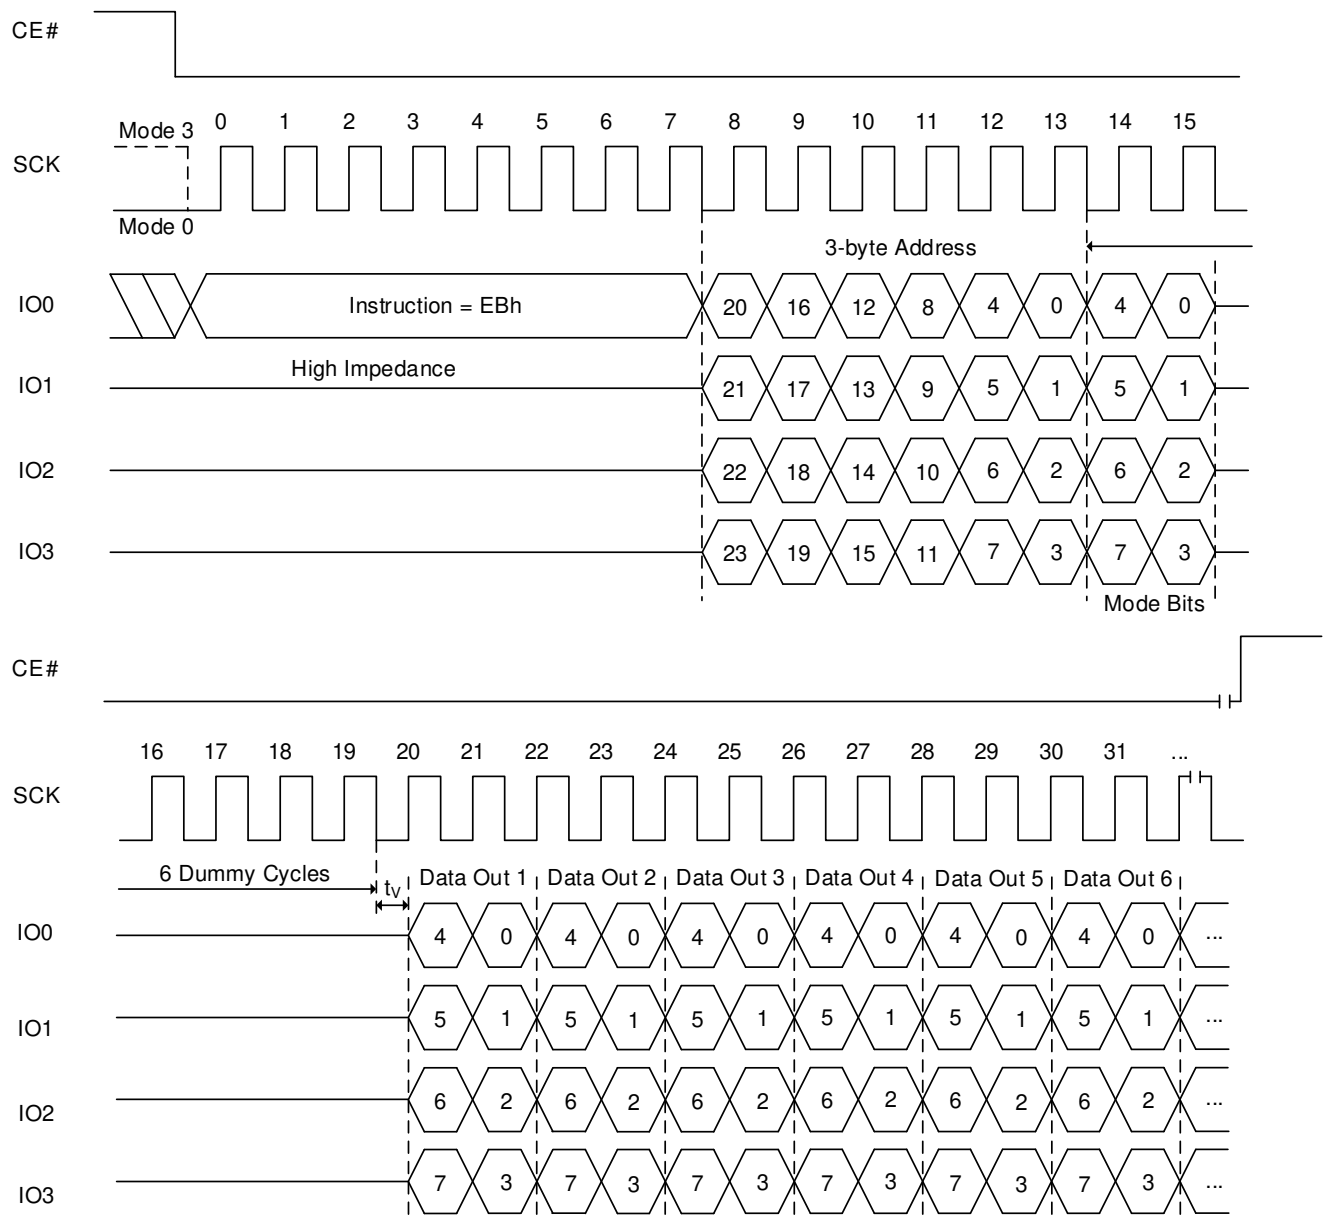 CE#
Mode 3 0 1 2 3 4 5 6 7 8 9 10 11 12 13 14 15
SCK
Mode 0
3-byte Address
IO0 Instruction = EBh 20 16 12 8 4 0 4 0
High Impedance
IO1 21 17 13 9 5 1 5 1
IO2 22 18 14 10 6 2 6 2
IO3 23 19 15 11 7 3 7 3
Mode Bits
CE#
16 17 18 19 20 21 22 23 24 25 26 27 28 29 30 31 ...
SCK
6 Dummy Cycles tV Data Out 1 Data Out 2 Data Out 3 Data Out 4 Data Out 5 Data Out 6
IO0 4 0 4 0 4 0 4 0 4 0 4 0 ...
IO1 5 1 5 1 5 1 5 1 5 1 5 1 ...
IO2 6 2 6 2 6 2 6 2 6 2 6 2 ...
IO3 7 3 7 3 7 3 7 3 7 3 7 3 ...